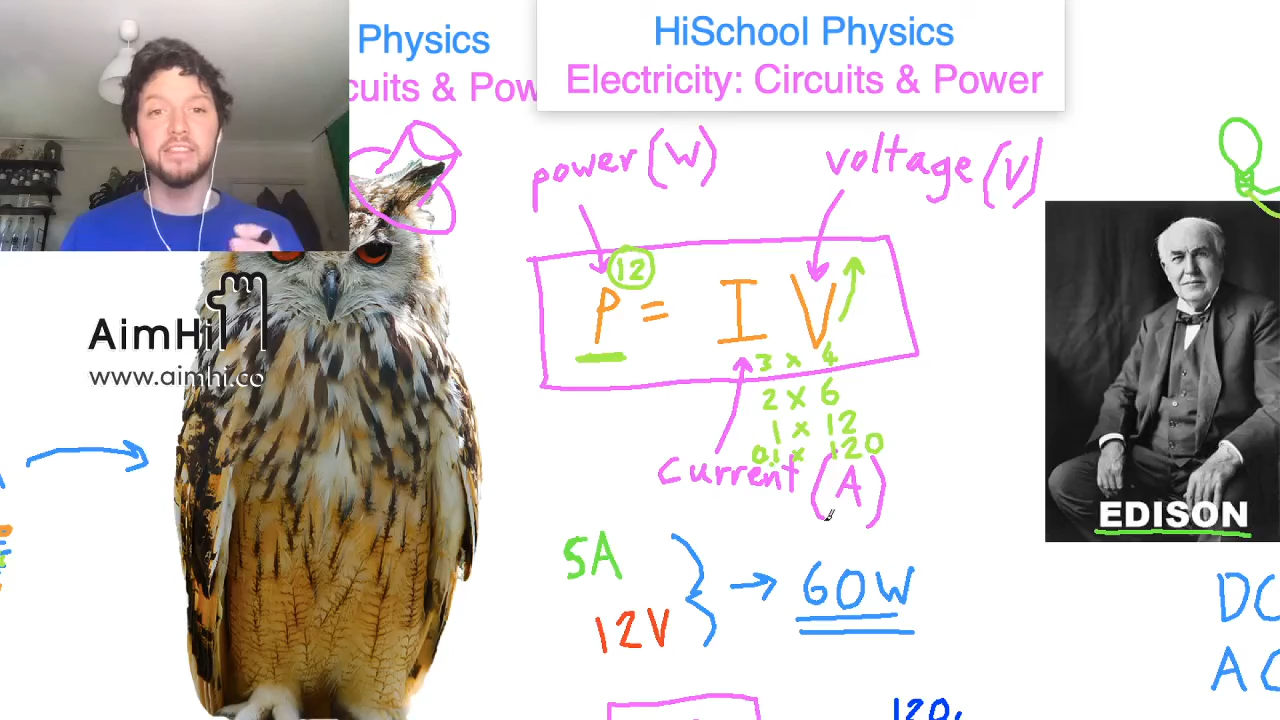 Physics
cuits & Pow
HiSchool Physics
Electricity: Circuits & Power
power (W)
voltage (V)
12
P = I V
3 x 4
2 x 6
1 x 12
0.1 x 120
Current (A)
AimHi
www.aimhi.co
5A
12V
60W
EDISON
DC
AC
120